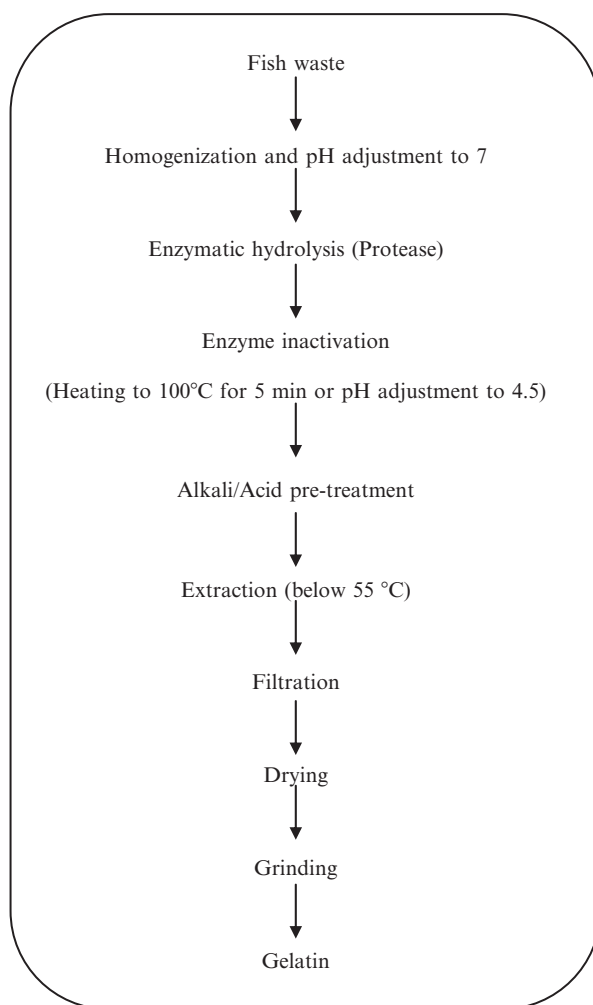 Fish waste
Homogenization and pH adjustment to 7
Enzymatic hydrolysis (Protease)
Enzyme inactivation
(Heating to 100°C for 5 min or pH adjustment to 4.5)
Alkali/Acid pre-treatment
Extraction (below 55 °C)
Filtration
Drying
Grinding
Gelatin